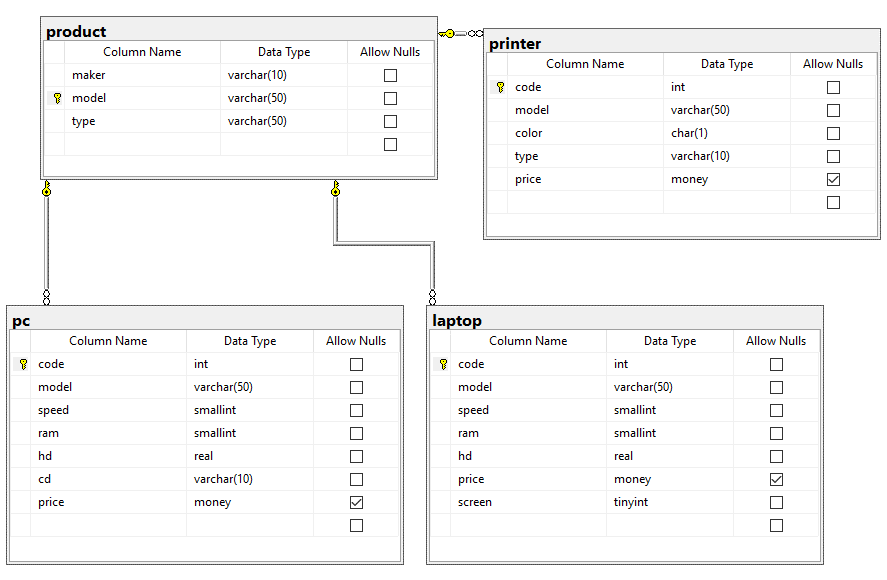 product
Column Name Data Type Allow Nulls
maker varchar(10)
model varchar(50)
type varchar(50)
printer
Column Name Data Type Allow Nulls
code int
model varchar(50)
color char(1)
type varchar(10)
price money
pc
Column Name Data Type Allow Nulls
code int
model varchar(50)
speed smallint
ram smallint
hd real
cd varchar(10)
price money
laptop
Column Name Data Type Allow Nulls
code int
model varchar(50)
speed smallint
ram smallint
hd real
price money
screen tinyint